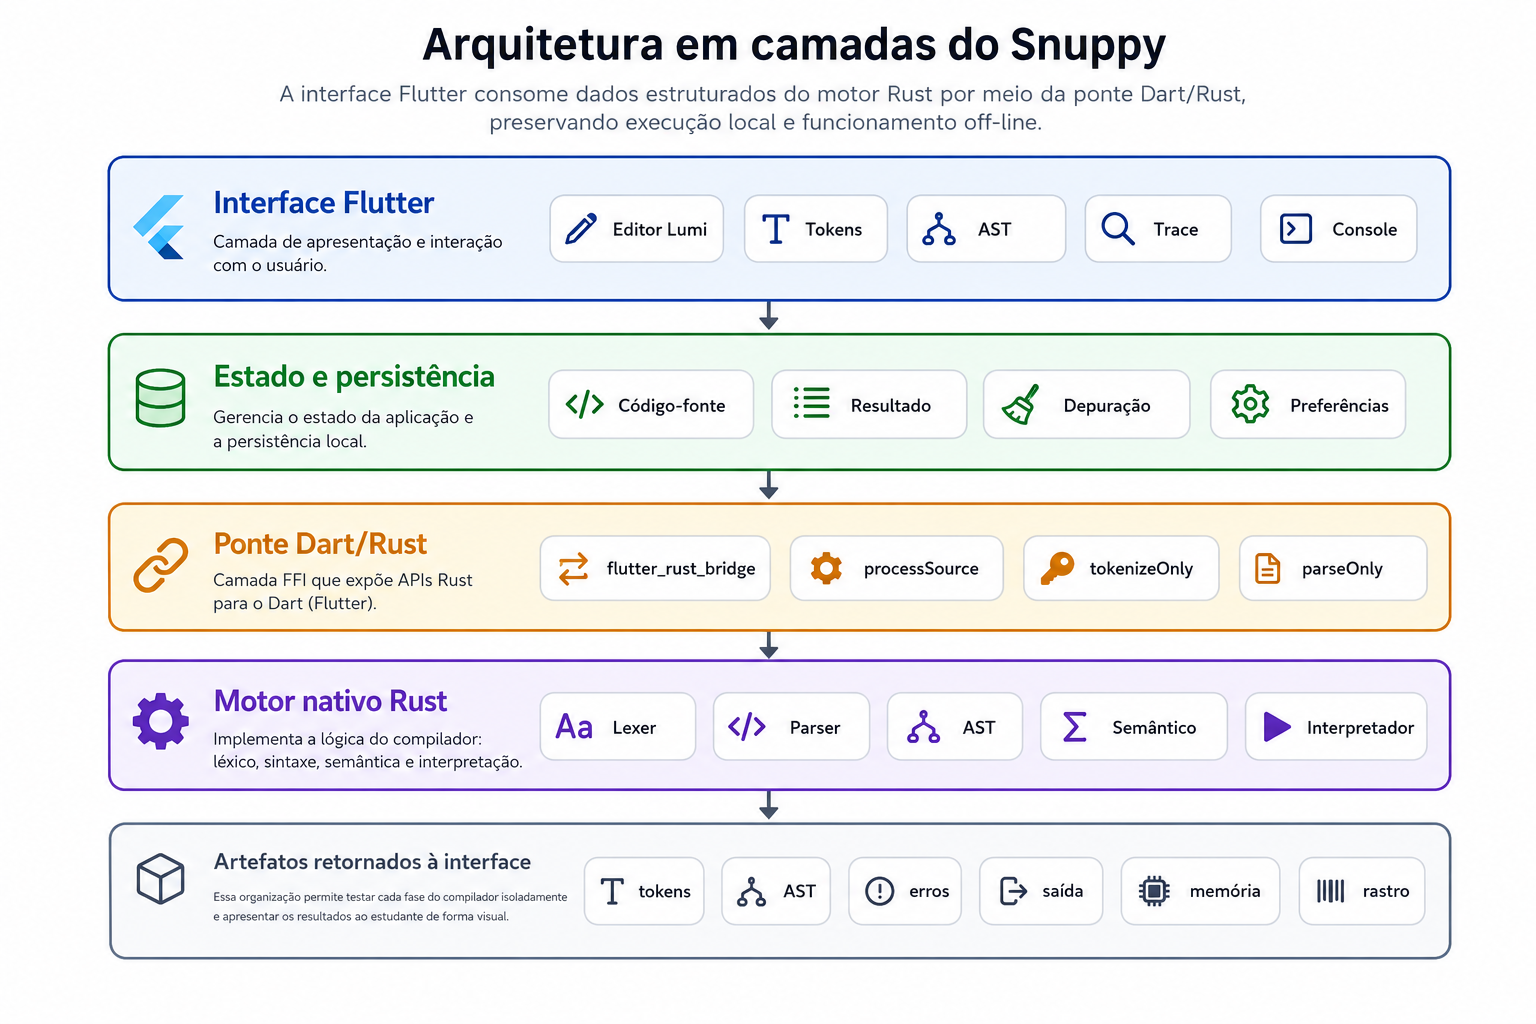 Arquitetura em camadas do Snuppy
A interface Flutter consome dados estruturados do motor Rust por meio da ponte Dart/Rust,
preservando execução local e funcionamento off-line.
Interface Flutter
Camada de apresentação e interação
com o usuário.
Editor Lumi
Tokens
AST
Trace
Console
Estado e persistência
Gerencia o estado da aplicação e
a persistência local.
Código-fonte
Resultado
Depuração
Preferências
Ponte Dart/Rust
Camada FFI que expõe APIs Rust
para o Dart (Flutter).
flutter_rust_bridge
processSource
tokenizeOnly
parseOnly
Motor nativo Rust
Implementa a lógica do compilador:
léxico, sintaxe, semântica e interpretação.
Aa Lexer
Parser
AST
Semântico
Interpretador
Artefatos retornados à interface
Essa organização permite testar cada fase do compilador isoladamente
e apresentar os resultados ao estudante de forma visual.
tokens
AST
erros
saída
memória
rastro